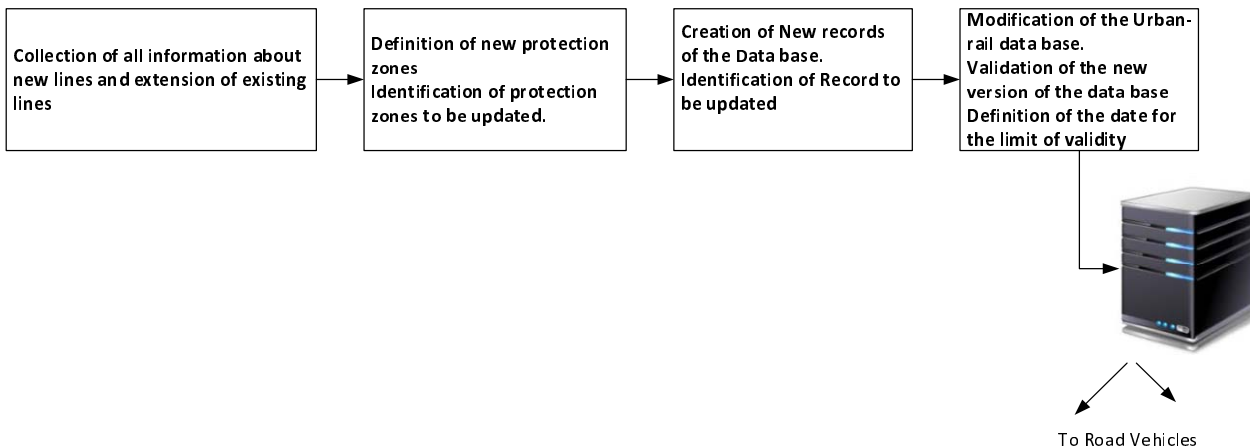 Collection of all information about
new lines and extension of existing
lines
Definition of new protection
zones
Identification of protection
zones to be updated.
Creation of New records
of the Data base.
Identification of Record to
be updated
Modification of the Urban-
rail data base.
Validation of the new
version of the data base
Definition of the date for
the limit of validity
To Road Vehicles